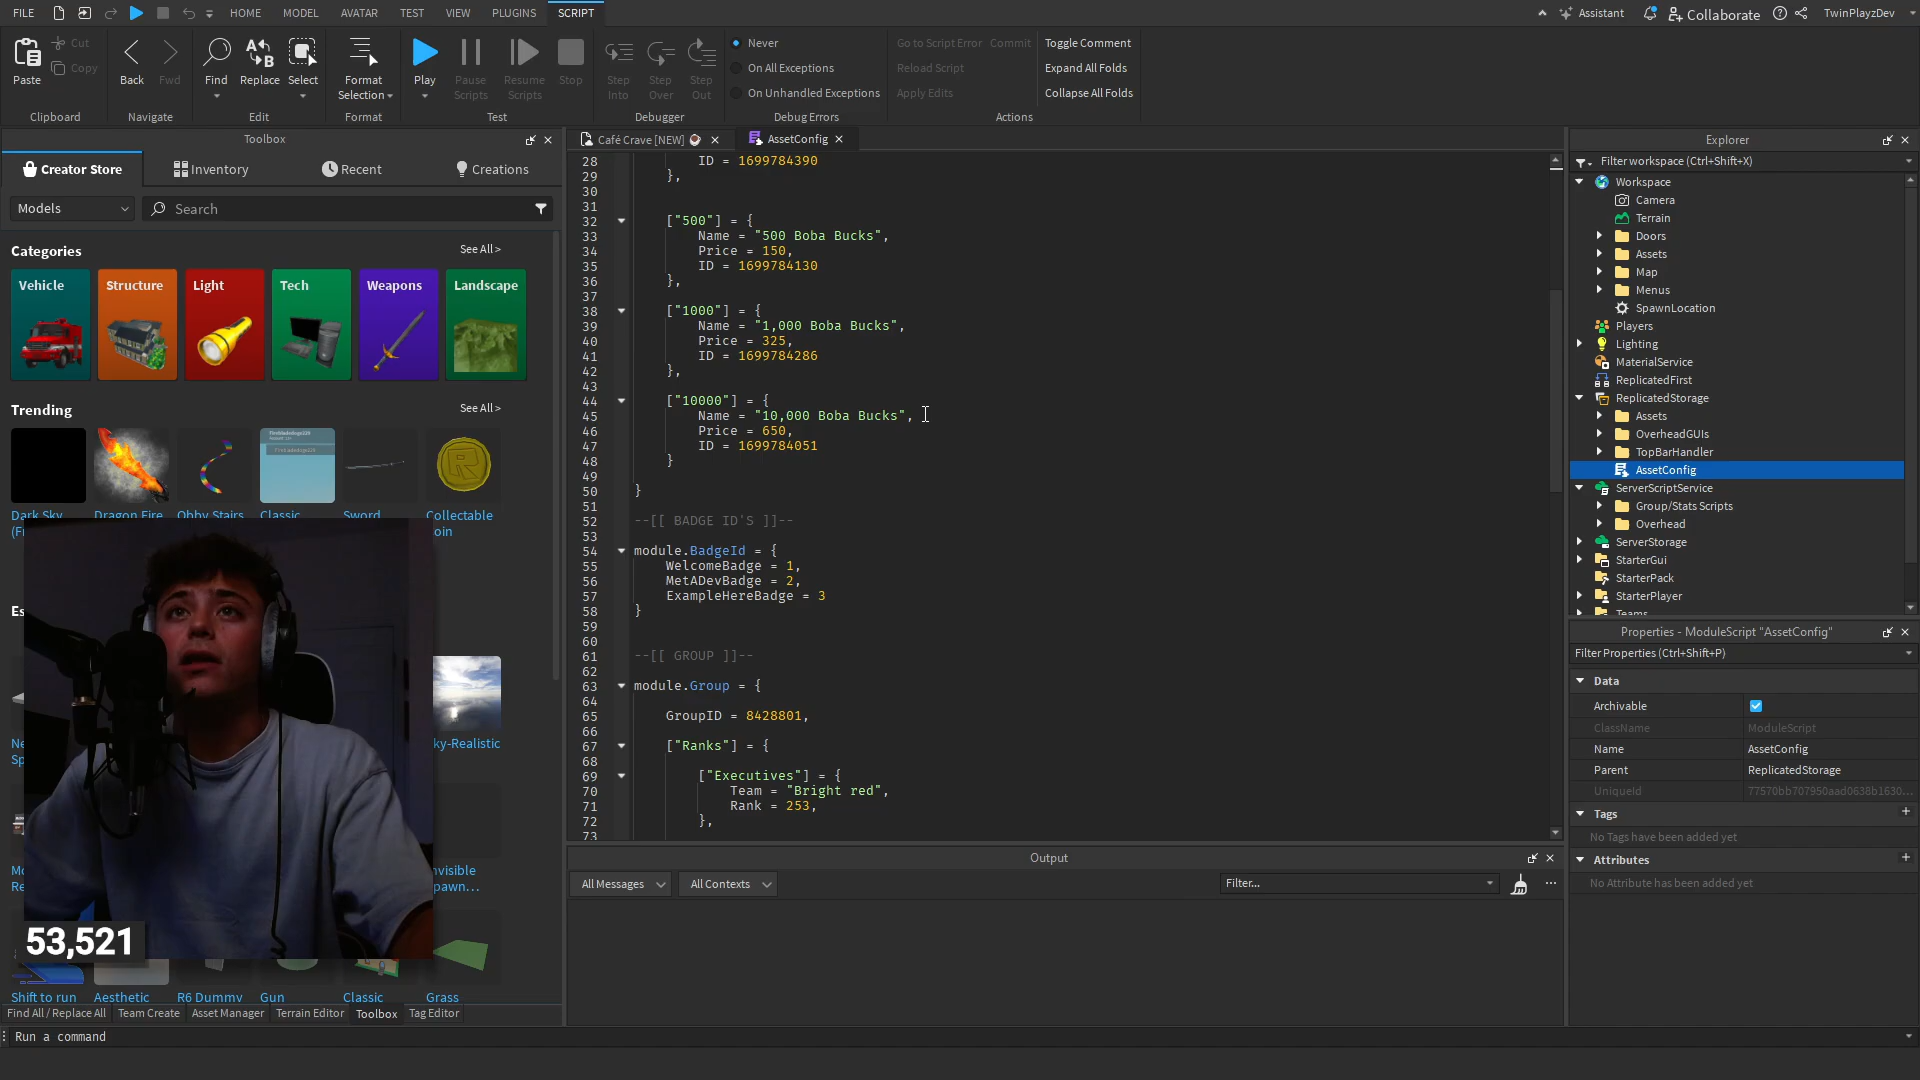 FILE
HOME
MODEL
AVATAR
TEST
VIEW
PLUGINS
SCRIPT
Assistant
Collaborate
TwinPlayzDev
Paste
Cut
Copy
Clipboard
Back
Fwd
Navigate
Find
Replace
Select
Edit
Format
Selection
Format
Play
Pause
Scripts
Resume
Scripts
Stop
Test
Step
Into
Step
Over
Step
Out
Debugger
Never
On All Exceptions
On Unhandled Exceptions
Debug Errors
Go to Script Error
Commit
Reload Script
Apply Edits
Toggle Comment
Expand All Folds
Collapse All Folds
Actions
Toolbox
Creator Store
Inventory
Recent
Creations
Models
Search
Categories
See All >
Vehicle
Structure
Light
Tech
Weapons
Landscape
Trending
See All >
Dark Sky
(Fr
Dragon Fire
Obby Stairs
Classic
Sword
Collectable
oin
Es
Ne
Sp
ky-Realistic
Mo
Re
nvisible
pawn...
53,521
Shift to run
Aesthetic
R6 Dummy
Gun
Classic
Grass
Find All / Replace All
Team Create
Asset Manager
Terrain Editor
Toolbox
Tag Editor
Run a command
Café Crave [NEW]
AssetConfig
28 ID = 1699784390
29 },
30
31
32 ["500"] = {
33 Name = "500 Boba Bucks",
34 Price = 150,
35 ID = 1699784130
36 },
37
38 ["1000"] = {
39 Name = "1,000 Boba Bucks",
40 Price = 325,
41 ID = 1699784286
42 },
43
44 ["10000"] = {
45 Name = "10,000 Boba Bucks",
46 Price = 650,
47 ID = 1699784051
48 }
49
50 }
51
52 --[[ BADGE ID'S ]]--
53
54 module.BadgeId = {
55 WelcomeBadge = 1,
56 MetADevBadge = 2,
57 ExampleHereBadge = 3
58 }
59
60
61 --[[ GROUP ]]--
62
63 module.Group = {
64
65 GroupID = 8428801,
66
67 ["Ranks"] = {
68
69 ["Executives"] = {
70 Team = "Bright red",
71 Rank = 253,
72 },
73
Output
All Messages
All Contexts
Filter...
Explorer
Filter workspace (Ctrl+Shift+X)
Workspace
Camera
Terrain
Doors
Assets
Map
Menus
SpawnLocation
Players
Lighting
MaterialService
ReplicatedFirst
ReplicatedStorage
Assets
OverheadGUIs
TopBarHandler
AssetConfig
ServerScriptService
Group/Stats Scripts
Overhead
ServerStorage
StarterGui
StarterPack
StarterPlayer
Teams
Properties - ModuleScript "AssetConfig"
Filter Properties (Ctrl+Shift+P)
Data
Archivable
ClassName ModuleScript
Name AssetConfig
Parent ReplicatedStorage
UniqueId 77570bb707950aad0638b1630...
Tags
No Tags have been added yet
Attributes
No Attribute has been added yet